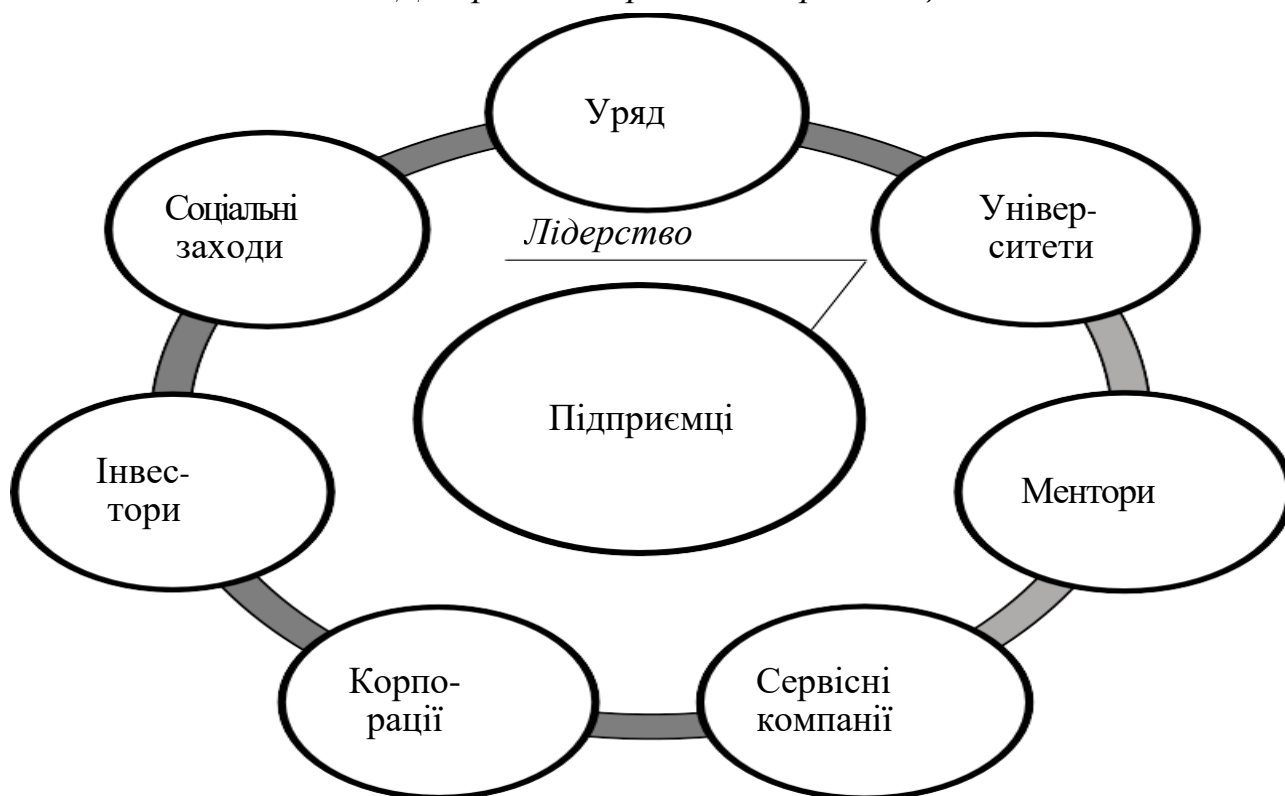 Уряд
Соціальні
заходи
Універ-
ситети
Лідерство
Підприємці
Інвес-
тори
Ментори
Корпо-
рації
Сервісні
компанії